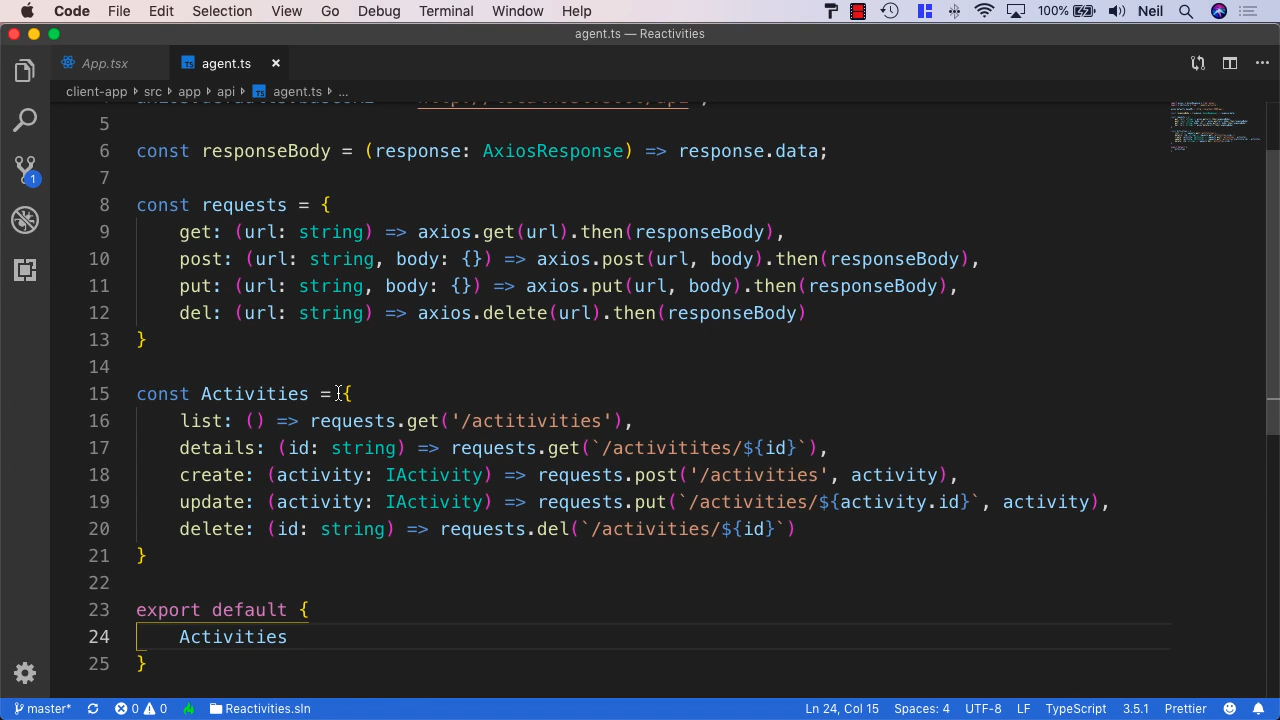 Code File Edit Selection View Go Debug Terminal Window Help 100% Neil
agent.ts — Reactivities
App.tsx
TS agent.ts ×
client-app › src › app › api › TS agent.ts › ...
5
6 const responseBody = (response: AxiosResponse) => response.data;
7
8 const requests = {
9 get: (url: string) => axios.get(url).then(responseBody),
10 post: (url: string, body: {}) => axios.post(url, body).then(responseBody),
11 put: (url: string, body: {}) => axios.put(url, body).then(responseBody),
12 del: (url: string) => axios.delete(url).then(responseBody)
13 }
14
15 const Activities = {
16 list: () => requests.get('/actitivities'),
17 details: (id: string) => requests.get(`/activitites/${id}`),
18 create: (activity: IActivity) => requests.post('/activities', activity),
19 update: (activity: IActivity) => requests.put(`/activities/${activity.id}`, activity),
20 delete: (id: string) => requests.del(`/activities/${id}`)
21 }
22
23 export default {
24 Activities
25 }
1
master* 0 0 Reactivities.sln Ln 24, Col 15 Spaces: 4 UTF-8 LF TypeScript 3.5.1 Prettier